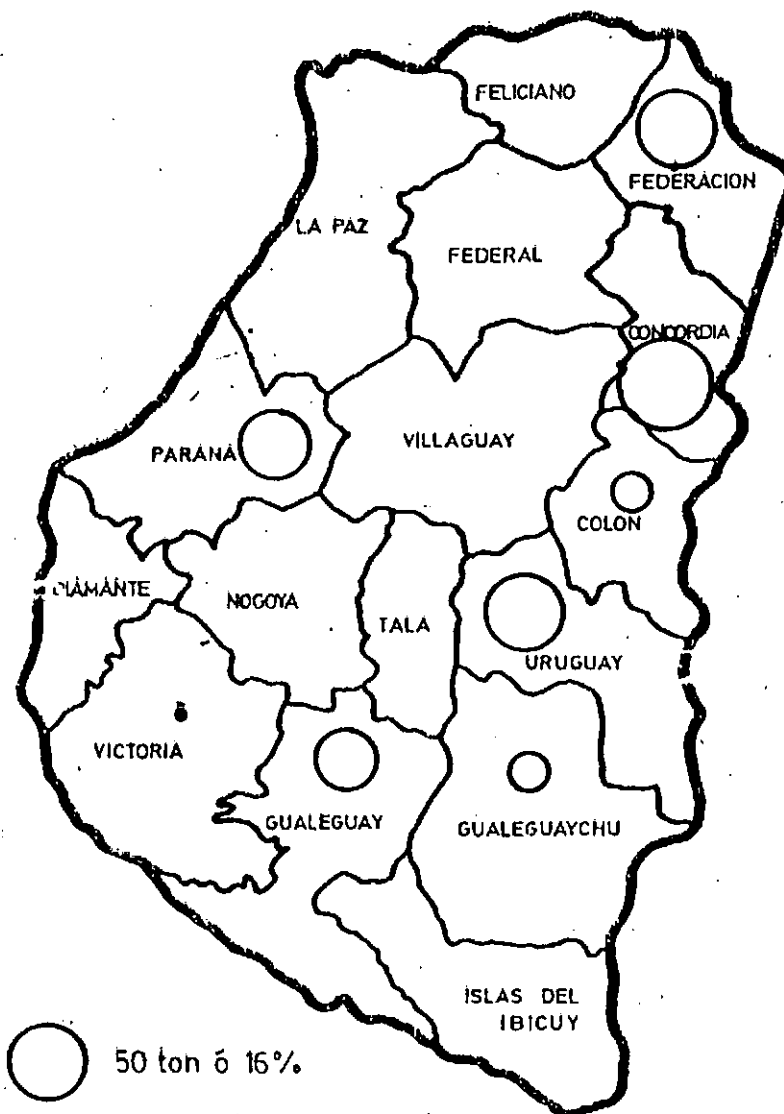 FELICIANO
FEDERACION
LA PAZ
FEDERAL
CONCORDIA
PARANA
VILLAGUAY
COLON
DIAMANTE
NOGOYA
TALA
URUGUAY
VICTORIA
GUALEGUAY
GUALEGUAYCHU
ISLAS DEL
IBICUY
50 ton ó 16%